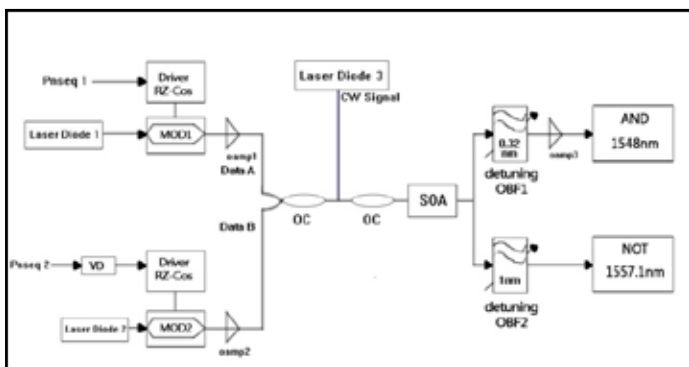 Pnseq 1
Driver
RZ-Cos
Laser Diode 1
MOD1
oamp1
Data A
Laser Diode 3
CW Signal
OC
OC
SOA
0.32
nm
detuning
OBF1
oamp3
AND
1548nm
Data B
Pnseq 2
VD
Driver
RZ-Cos
Laser Diode 2
MOD2
oamp2
1nm
detuning
OBF2
NOT
1557.1nm